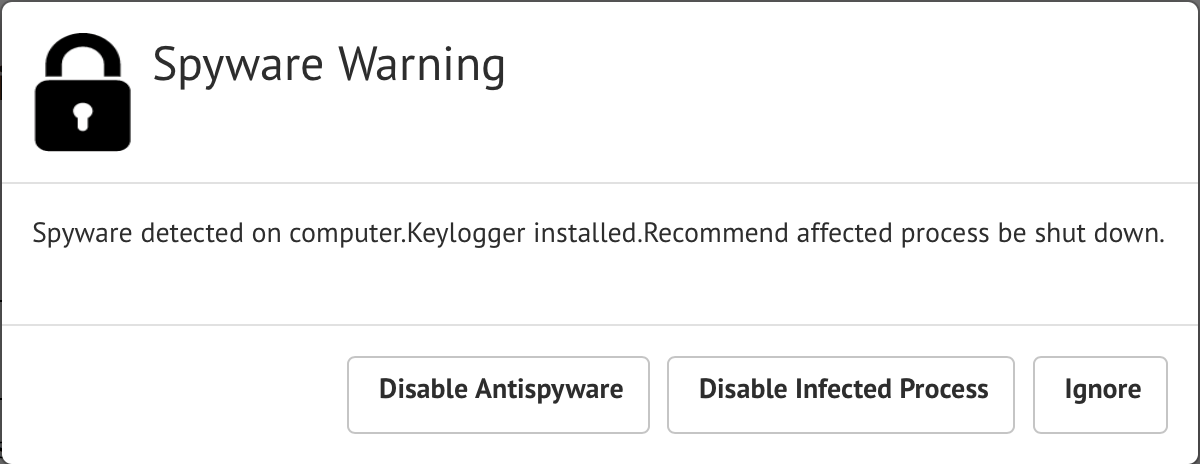 Spyware Warning
Spyware detected on computer.Keylogger installed.Recommend affected process be shut down.
Disable Antispyware Disable Infected Process Ignore